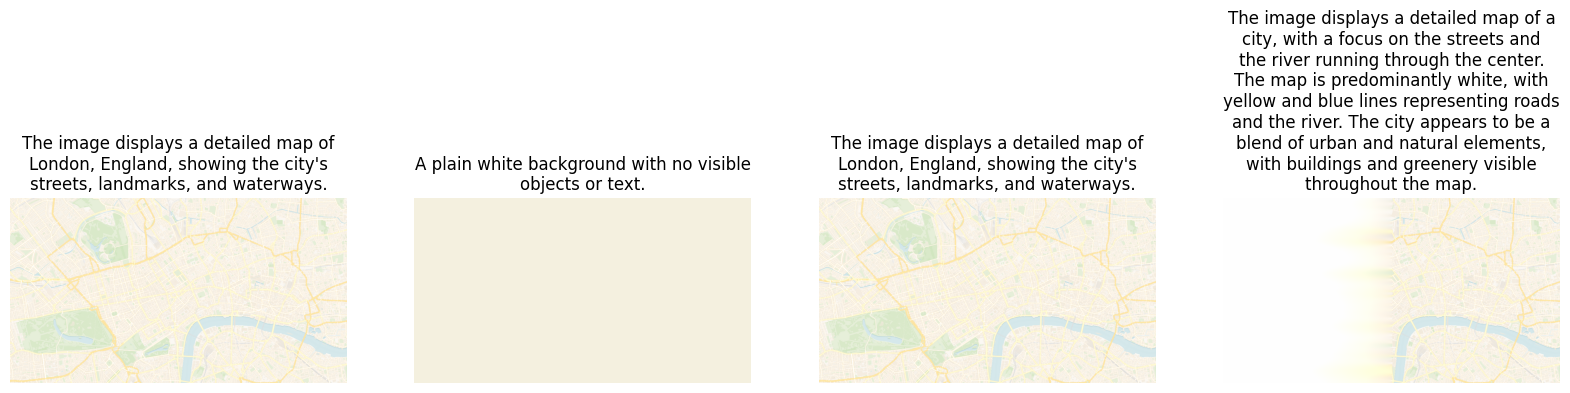 The image displays a detailed map of
London, England, showing the city's
streets, landmarks, and waterways.
A plain white background with no visible
objects or text.
The image displays a detailed map of
London, England, showing the city's
streets, landmarks, and waterways.
The image displays a detailed map of a
city, with a focus on the streets and
the river running through the center.
The map is predominantly white, with
yellow and blue lines representing roads
and the river. The city appears to be a
blend of urban and natural elements,
with buildings and greenery visible
throughout the map.